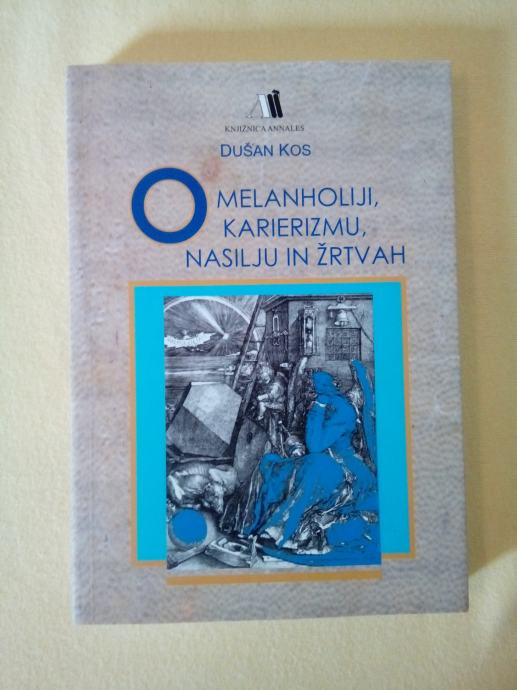 KNJIŽNICA ANNALES
DUŠAN KOS
O MELANHOLIJI,
KARIERIZMU,
NASILJU IN ŽRTVAH